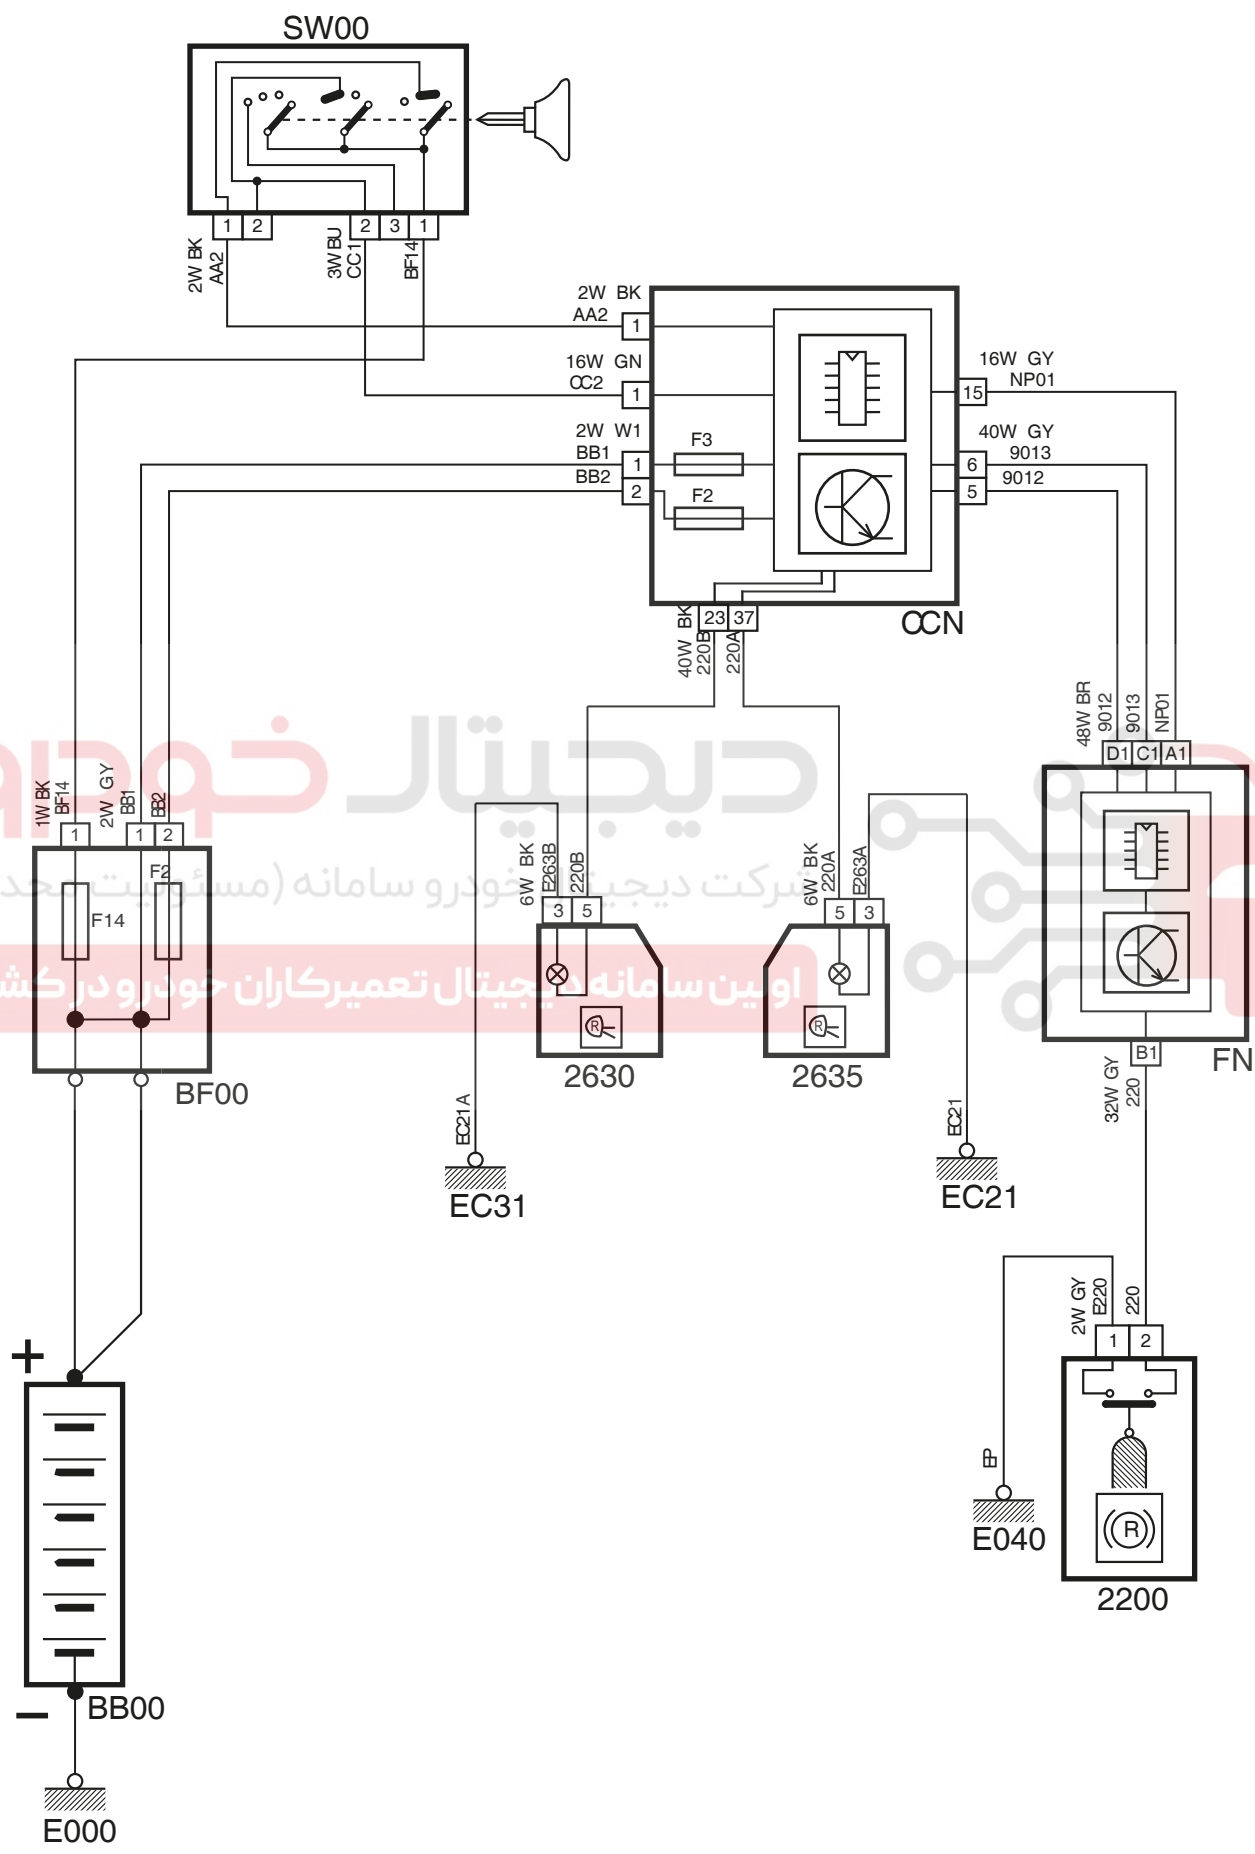 SW00
1 2 2 3 1
2W BK
AA2
3W BU
CC1
BF14
2W BK
AA2
1
16W GN
CC2
1
2W W1
BB1
1
BB2
2
F3
F2
16W GY
NP01
15
40W GY
9013
6
9012
5
23 37
CCN
40W BK
220B
220A
48W BR
9012
9013
NP01
D1 C1 A1
دیجیتال خودرو
1W BK
BF14
2W GY
BB1
BB2
1 1 2
F2
F14
BF00
شرکت دیجیتال خودرو سامانه (مسئولیت محد
اولین سامانه دیجیتال تعمیرکاران خودرو در کش
6W BK
E263B
220B
3 5
R
2630
6W BK
220A
E263A
5 3
R
2635
FN
B1
32W GY
220
EC21A
EC31
EC21
EC21
2W GY
E220
220
1 2
EP
E040
R
2200
+
−
BB00
E000